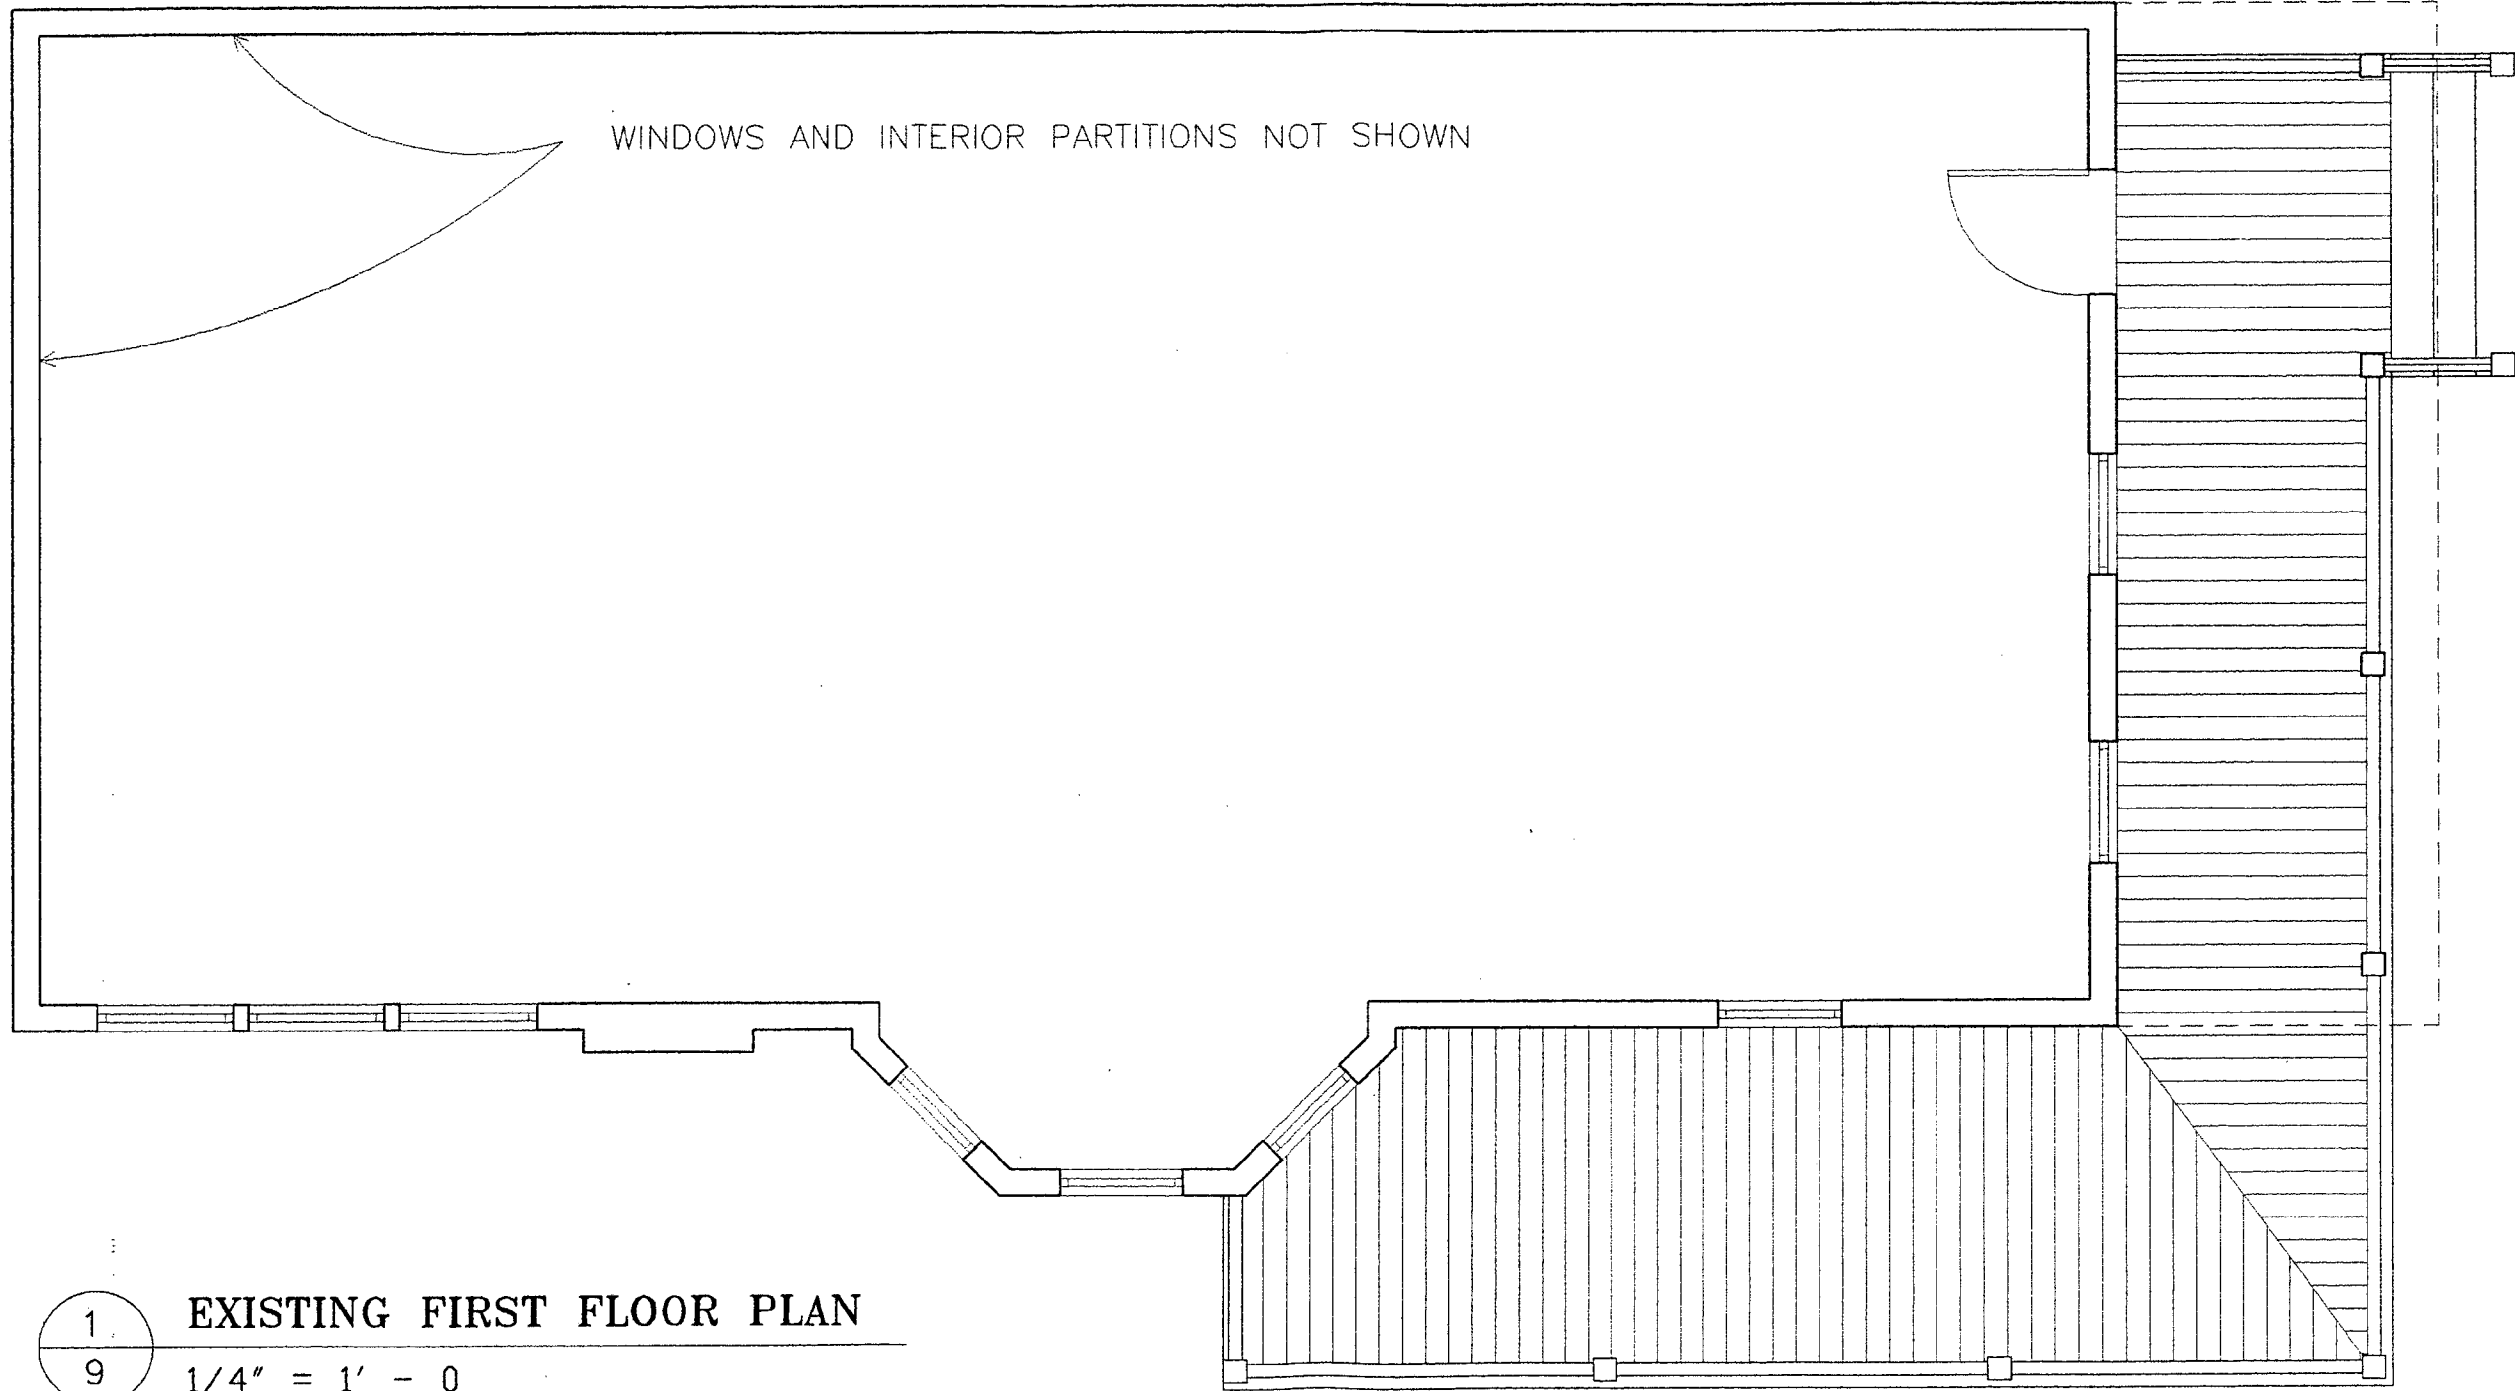 WINDOWS AND INTERIOR PARTITIONS NOT SHOWN
1
9
EXISTING FIRST FLOOR PLAN
1/4" = 1' - 0